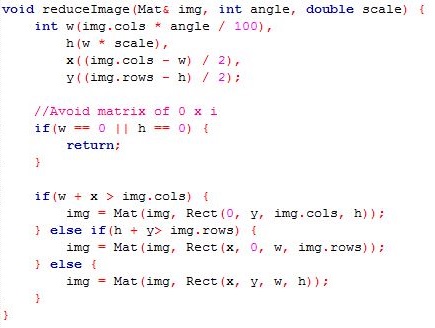 void reduceImage(Mat& img, int angle, double scale) {
    int w(img.cols * angle / 100),
        h(w * scale),
        x((img.cols - w) / 2),
        y((img.rows - h) / 2);

    //Avoid matrix of 0 x i
    if(w == 0 || h == 0) {
        return;
    }

    if(w + x > img.cols) {
        img = Mat(img, Rect(0, y, img.cols, h));
    } else if(h + y> img.rows) {
        img = Mat(img, Rect(x, 0, w, img.rows));
    } else {
        img = Mat(img, Rect(x, y, w, h));
    }
}